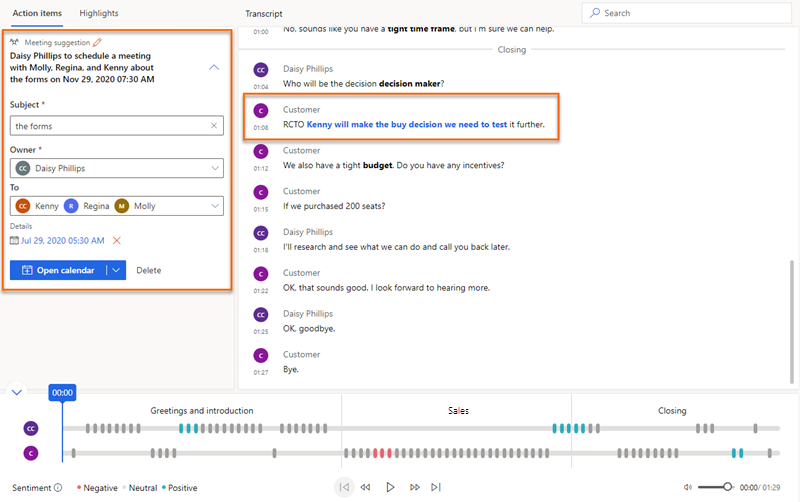 Action items
Highlights
Transcript
Search
Meeting suggestion
Daisy Phillips to schedule a meeting
with Molly, Regina, and Kenny about
the forms on Nov 29, 2020 07:30 AM
Subject *
the forms
Owner *
CC Daisy Phillips
To
CC Kenny R Regina M Molly
Details
Jul 29, 2020 05:30 AM
Open calendar
Delete
01:00 No, sounds like you have a tight time frame, but I'm sure we can help.
Closing
CC Daisy Phillips
01:04 Who will be the decision decision maker?
C Customer
01:08 RCTO Kenny will make the buy decision we need to test it further.
C Customer
01:12 We also have a tight budget. Do you have any incentives?
C Customer
01:15 If we purchased 200 seats?
CC Daisy Phillips
01:18 I'll research and see what we can do and call you back later.
C Customer
01:22 OK, that sounds good. I look forward to hearing more.
CC Daisy Phillips
01:25 OK, goodbye.
C Customer
01:27 Bye.
00:00
Greetings and introduction
Sales
Closing
CC
C
Sentiment
Negative
Neutral
Positive
00:00/ 01:29